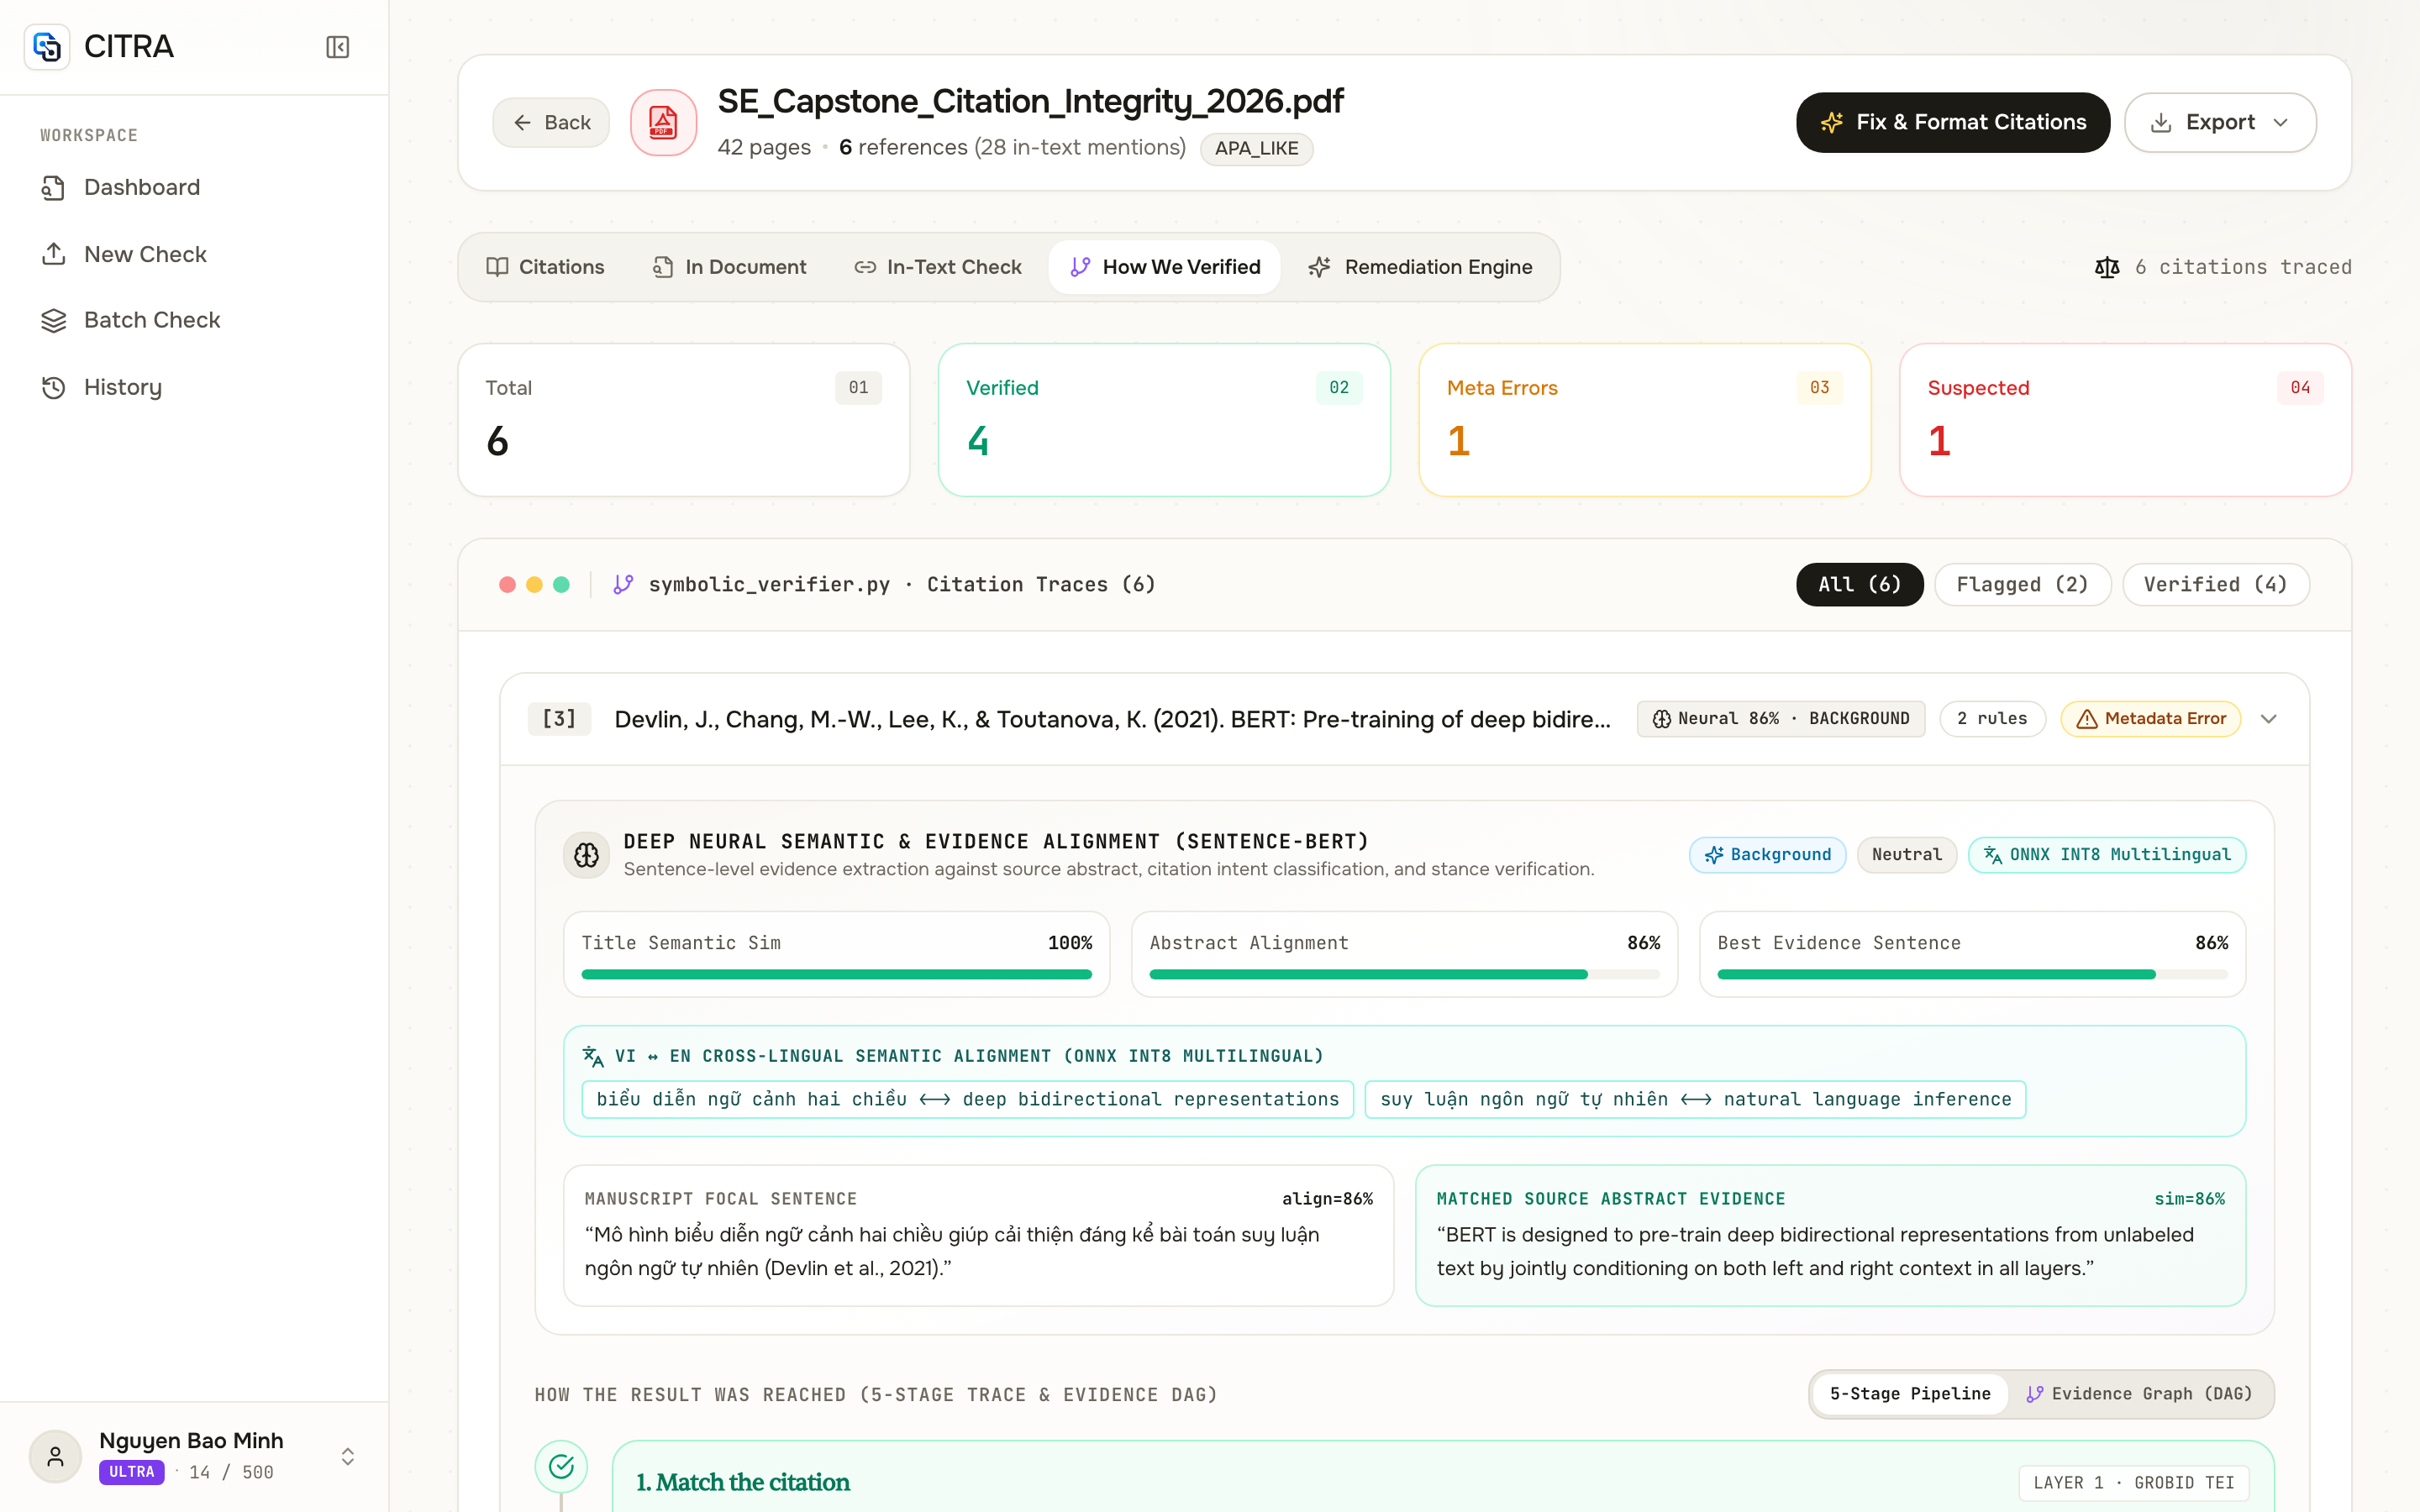 CITRA
WORKSPACE
Dashboard
New Check
Batch Check
History
Nguyen Bao Minh
ULTRA · 14 / 500
Back
PDF
SE_Capstone_Citation_Integrity_2026.pdf
42 pages • 6 references (28 in-text mentions) APA_LIKE
Fix & Format Citations
Export
Citations
In Document
In-Text Check
How We Verified
Remediation Engine
6 citations traced
Total 01
6
Verified 02
4
Meta Errors 03
1
Suspected 04
1
symbolic_verifier.py · Citation Traces (6)
All (6)
Flagged (2)
Verified (4)
[3] Devlin, J., Chang, M.-W., Lee, K., & Toutanova, K. (2021). BERT: Pre-training of deep bidire...
Neural 86% · BACKGROUND
2 rules
Metadata Error
DEEP NEURAL SEMANTIC & EVIDENCE ALIGNMENT (SENTENCE-BERT)
Sentence-level evidence extraction against source abstract, citation intent classification, and stance verification.
Background
Neutral
ONNX INT8 Multilingual
Title Semantic Sim 100%
Abstract Alignment 86%
Best Evidence Sentence 86%
VI ↔ EN CROSS-LINGUAL SEMANTIC ALIGNMENT (ONNX INT8 MULTILINGUAL)
biểu diễn ngữ cảnh hai chiều ⟷ deep bidirectional representations
suy luận ngôn ngữ tự nhiên ⟷ natural language inference
MANUSCRIPT FOCAL SENTENCE align=86%
“Mô hình biểu diễn ngữ cảnh hai chiều giúp cải thiện đáng kể bài toán suy luận
ngôn ngữ tự nhiên (Devlin et al., 2021).”
MATCHED SOURCE ABSTRACT EVIDENCE sim=86%
“BERT is designed to pre-train deep bidirectional representations from unlabeled
text by jointly conditioning on both left and right context in all layers.”
HOW THE RESULT WAS REACHED (5-STAGE TRACE & EVIDENCE DAG)
5-Stage Pipeline
Evidence Graph (DAG)
1. Match the citation
LAYER 1 · GROBID TEI